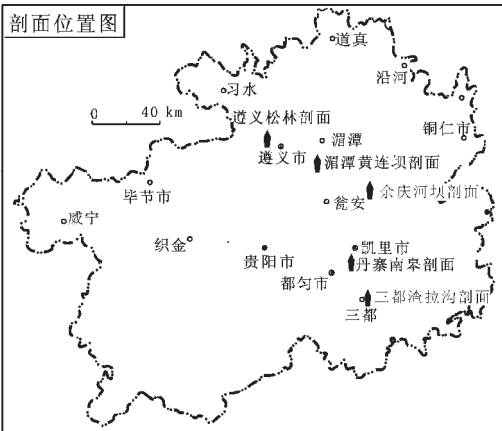 剖面位置图
道真
沿河
习水
0 40 km
遵义松林剖面
铜仁市
湄潭
遵义市
湄潭黄连坝剖面
毕节市
余庆河坝剖面
瓮安
威宁
织金
凯里市
贵阳市
丹寨南皋剖面
都匀市
三都渣拉沟剖面
三都